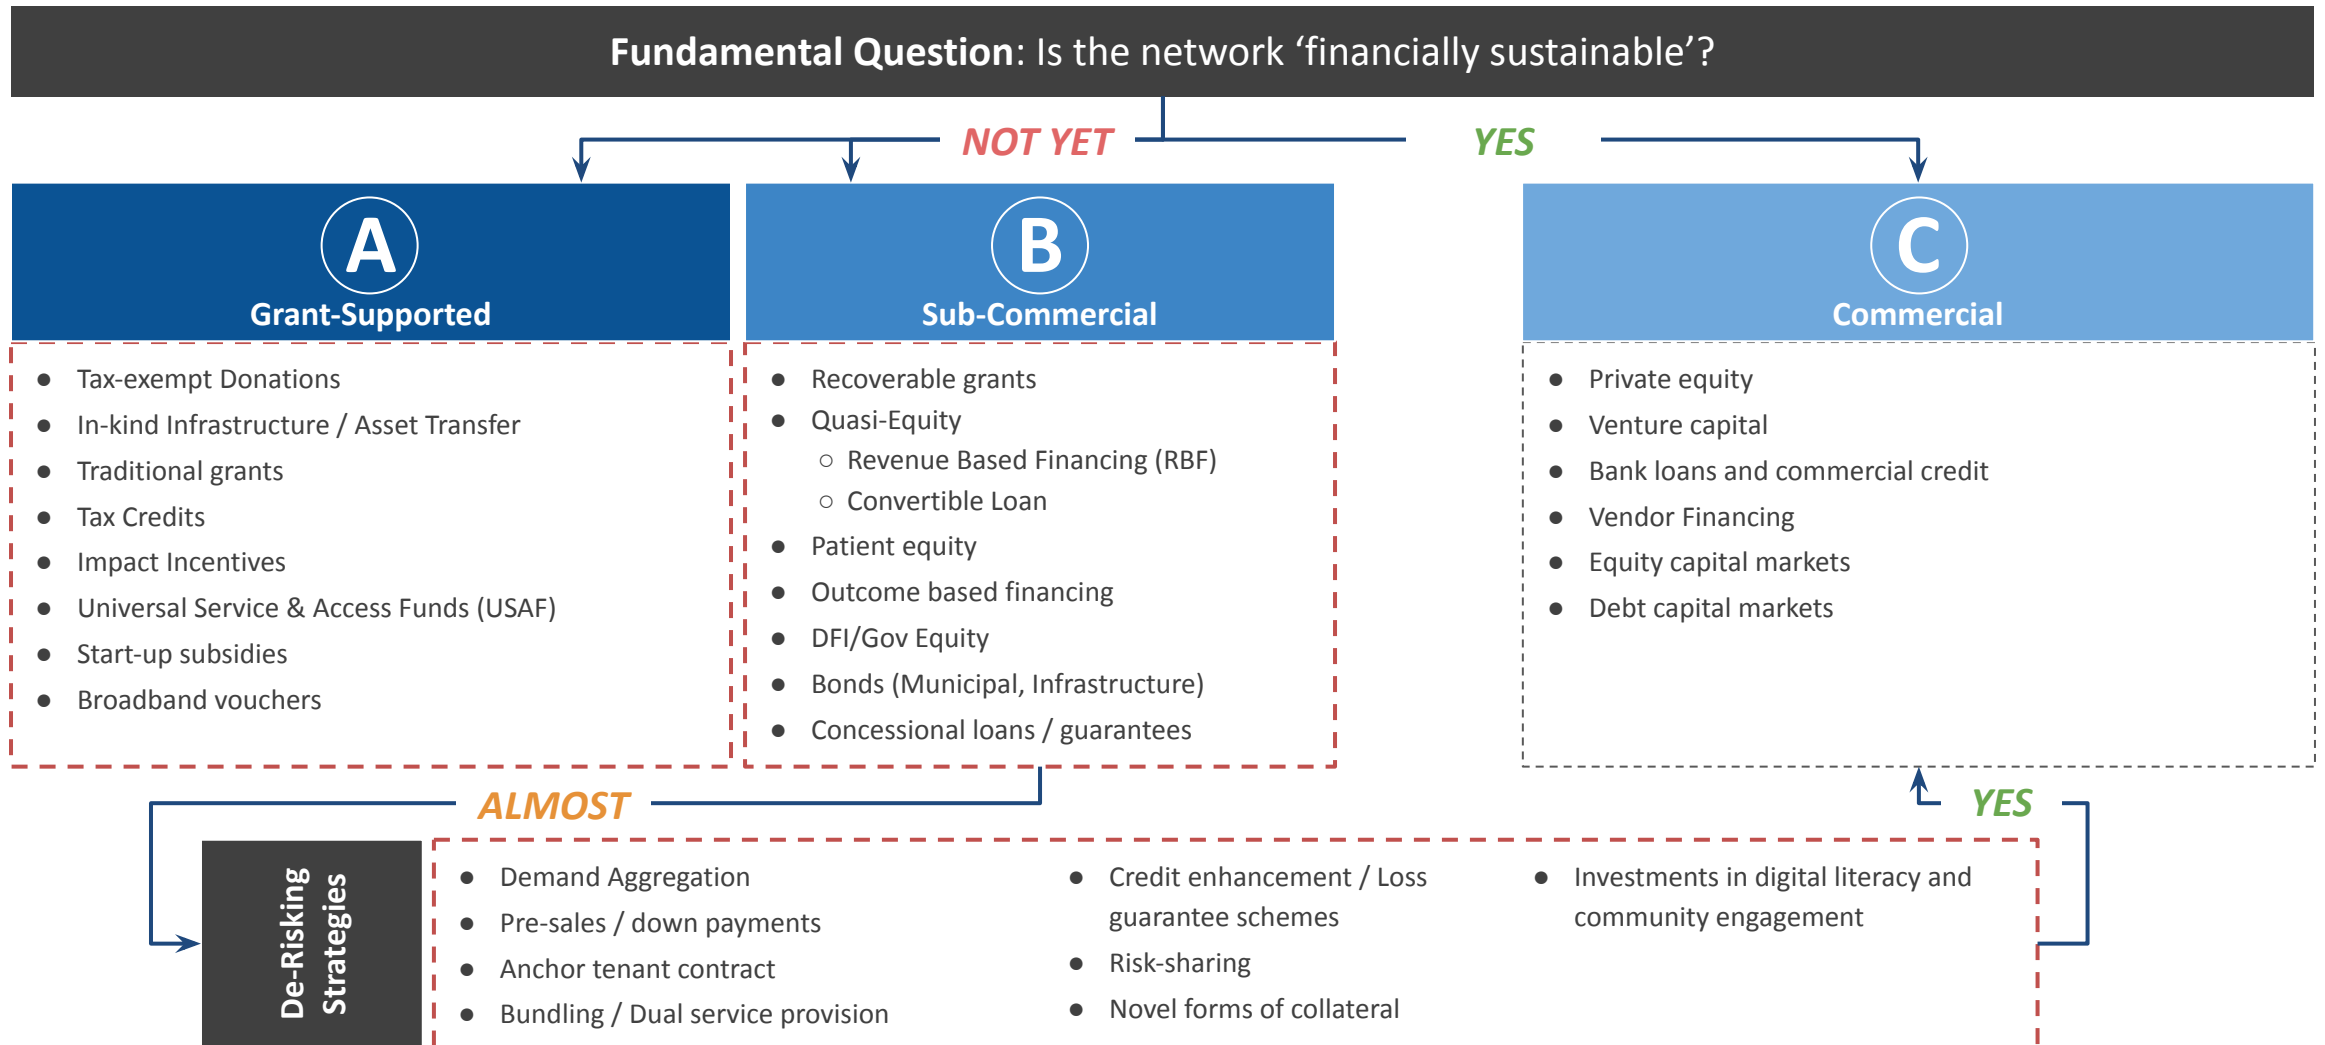 Fundamental Question: Is the network ‘financially sustainable’?
NOT YET
YES
A
Grant-Supported
● Tax-exempt Donations
● In-kind Infrastructure / Asset Transfer
● Traditional grants
● Tax Credits
● Impact Incentives
● Universal Service & Access Funds (USAF)
● Start-up subsidies
● Broadband vouchers
B
Sub-Commercial
● Recoverable grants
● Quasi-Equity
○ Revenue Based Financing (RBF)
○ Convertible Loan
● Patient equity
● Outcome based financing
● DFI/Gov Equity
● Bonds (Municipal, Infrastructure)
● Concessional loans / guarantees
C
Commercial
● Private equity
● Venture capital
● Bank loans and commercial credit
● Vendor Financing
● Equity capital markets
● Debt capital markets
ALMOST
YES
De-Risking
Strategies
● Demand Aggregation
● Pre-sales / down payments
● Anchor tenant contract
● Bundling / Dual service provision
● Credit enhancement / Loss
guarantee schemes
● Risk-sharing
● Novel forms of collateral
● Investments in digital literacy and
community engagement